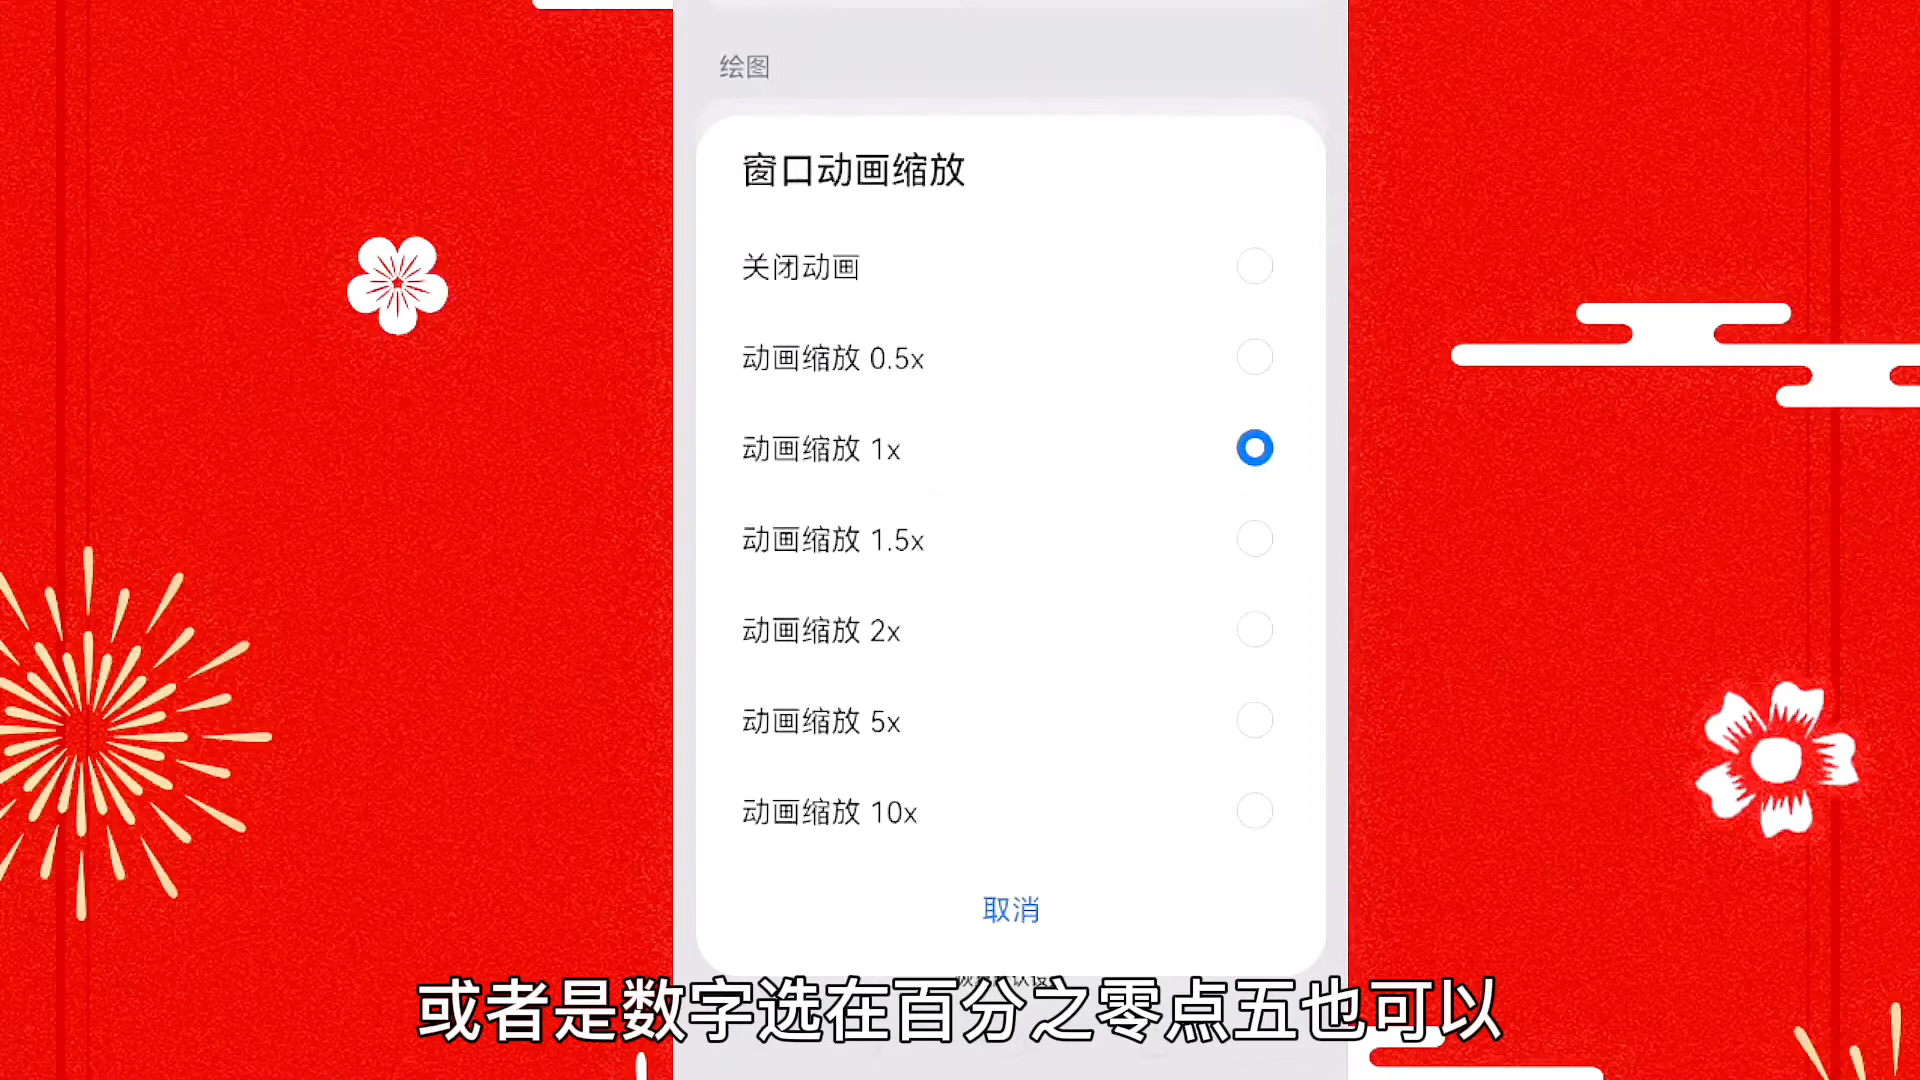 绘图
窗口动画缩放
关闭动画
动画缩放 0.5x
动画缩放 1x
动画缩放 1.5x
动画缩放 2x
动画缩放 5x
动画缩放 10x
取消
或者是数字选在百分之零点五也可以